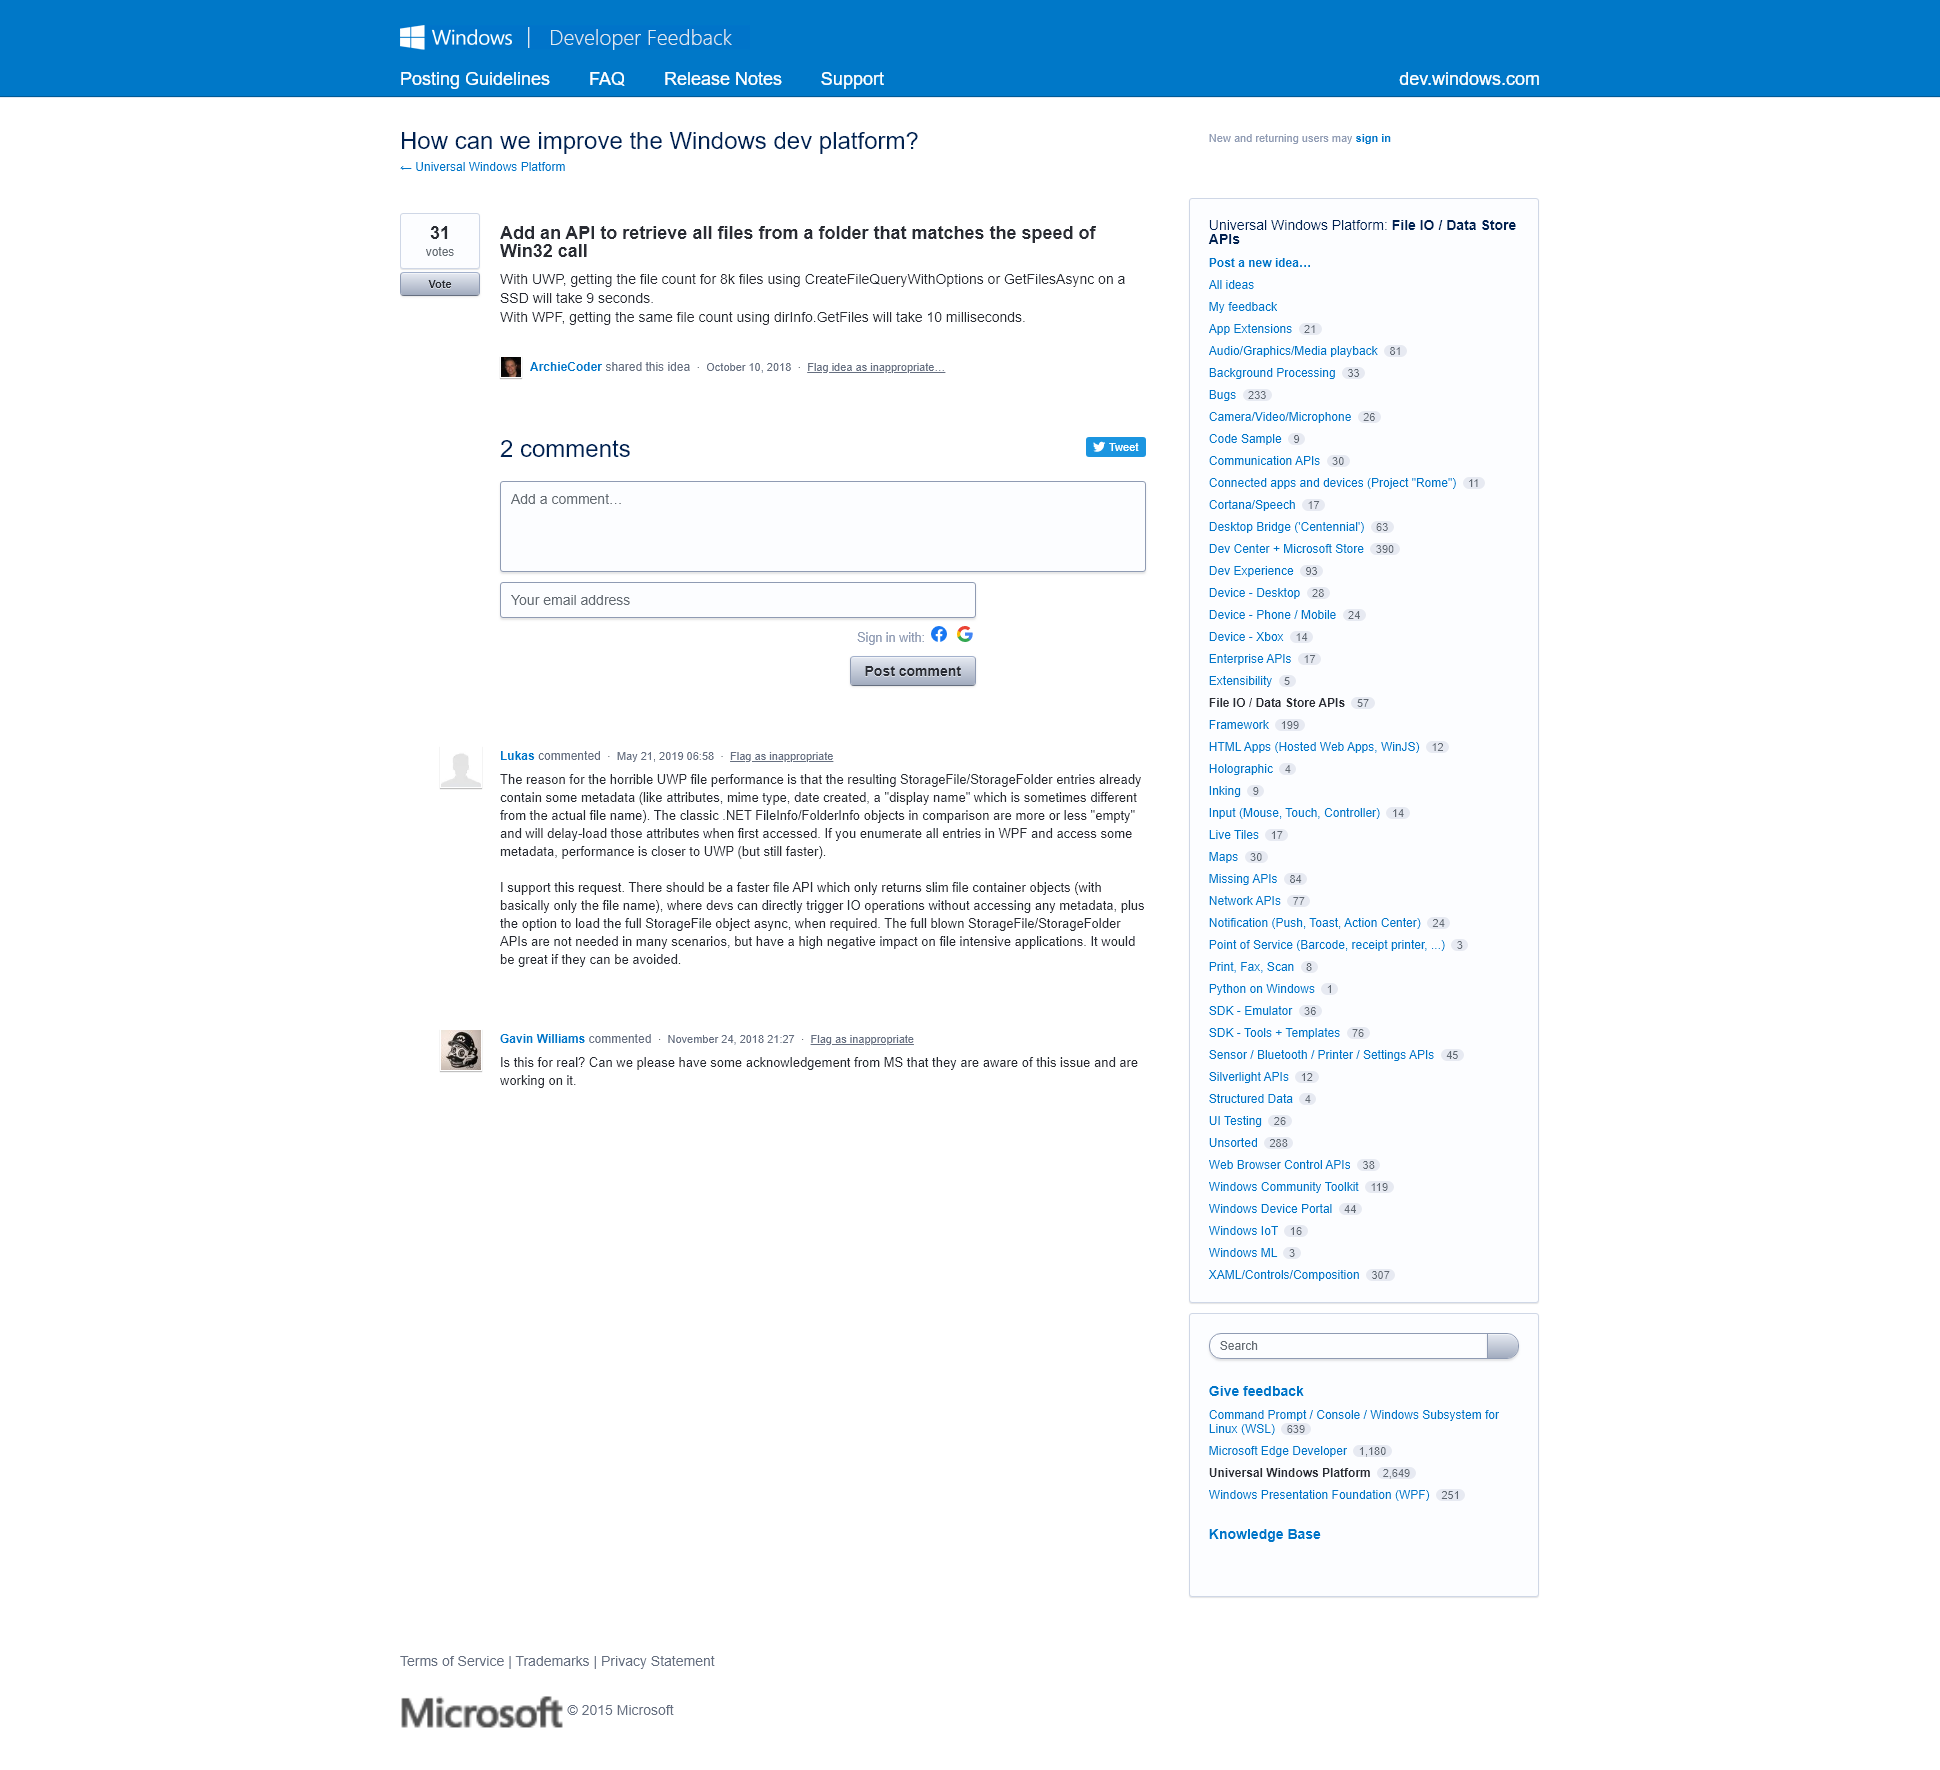 Windows | Developer Feedback
Posting Guidelines FAQ Release Notes Support dev.windows.com
How can we improve the Windows dev platform?
← Universal Windows Platform
New and returning users may sign in
31
votes
Vote
Add an API to retrieve all files from a folder that matches the speed of
Win32 call
With UWP, getting the file count for 8k files using CreateFileQueryWithOptions or GetFilesAsync on a
SSD will take 9 seconds.
With WPF, getting the same file count using dirInfo.GetFiles will take 10 milliseconds.
ArchieCoder shared this idea · October 10, 2018 · Flag idea as inappropriate…
2 comments
Tweet
Add a comment…
Your email address
Sign in with:
Post comment
Lukas commented · May 21, 2019 06:58 · Flag as inappropriate
The reason for the horrible UWP file performance is that the resulting StorageFile/StorageFolder entries already
contain some metadata (like attributes, mime type, date created, a "display name" which is sometimes different
from the actual file name). The classic .NET FileInfo/FolderInfo objects in comparison are more or less "empty"
and will delay-load those attributes when first accessed. If you enumerate all entries in WPF and access some
metadata, performance is closer to UWP (but still faster).
I support this request. There should be a faster file API which only returns slim file container objects (with
basically only the file name), where devs can directly trigger IO operations without accessing any metadata, plus
the option to load the full StorageFile object async, when required. The full blown StorageFile/StorageFolder
APIs are not needed in many scenarios, but have a high negative impact on file intensive applications. It would
be great if they can be avoided.
Gavin Williams commented · November 24, 2018 21:27 · Flag as inappropriate
Is this for real? Can we please have some acknowledgement from MS that they are aware of this issue and are
working on it.
Universal Windows Platform: File IO / Data Store
APIs
Post a new idea…
All ideas
My feedback
App Extensions 21
Audio/Graphics/Media playback 81
Background Processing 33
Bugs 233
Camera/Video/Microphone 26
Code Sample 9
Communication APIs 30
Connected apps and devices (Project "Rome") 11
Cortana/Speech 17
Desktop Bridge ('Centennial') 63
Dev Center + Microsoft Store 390
Dev Experience 93
Device - Desktop 28
Device - Phone / Mobile 24
Device - Xbox 14
Enterprise APIs 17
Extensibility 5
File IO / Data Store APIs 57
Framework 199
HTML Apps (Hosted Web Apps, WinJS) 12
Holographic 4
Inking 9
Input (Mouse, Touch, Controller) 14
Live Tiles 17
Maps 30
Missing APIs 84
Network APIs 77
Notification (Push, Toast, Action Center) 24
Point of Service (Barcode, receipt printer, ...) 3
Print, Fax, Scan 8
Python on Windows 1
SDK - Emulator 36
SDK - Tools + Templates 76
Sensor / Bluetooth / Printer / Settings APIs 45
Silverlight APIs 12
Structured Data 4
UI Testing 26
Unsorted 288
Web Browser Control APIs 38
Windows Community Toolkit 119
Windows Device Portal 44
Windows IoT 16
Windows ML 3
XAML/Controls/Composition 307
Search
Give feedback
Command Prompt / Console / Windows Subsystem for
Linux (WSL) 639
Microsoft Edge Developer 1,180
Universal Windows Platform 2,649
Windows Presentation Foundation (WPF) 251
Knowledge Base
Terms of Service | Trademarks | Privacy Statement
Microsoft © 2015 Microsoft